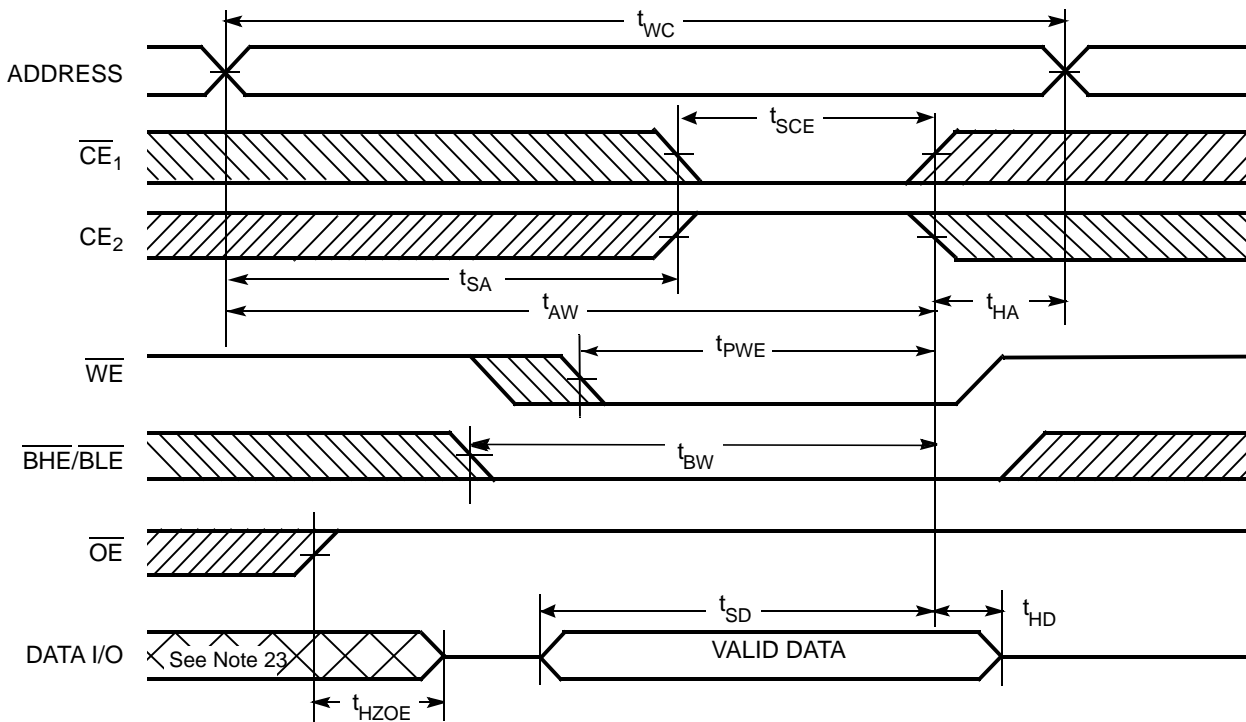 tWC
ADDRESS
tSCE
CE1
CE2
tSA
tAW
tHA
tPWE
WE
BHE/BLE
tBW
OE
tSD
tHD
DATA I/O
See Note 23
VALID DATA
tHZOE